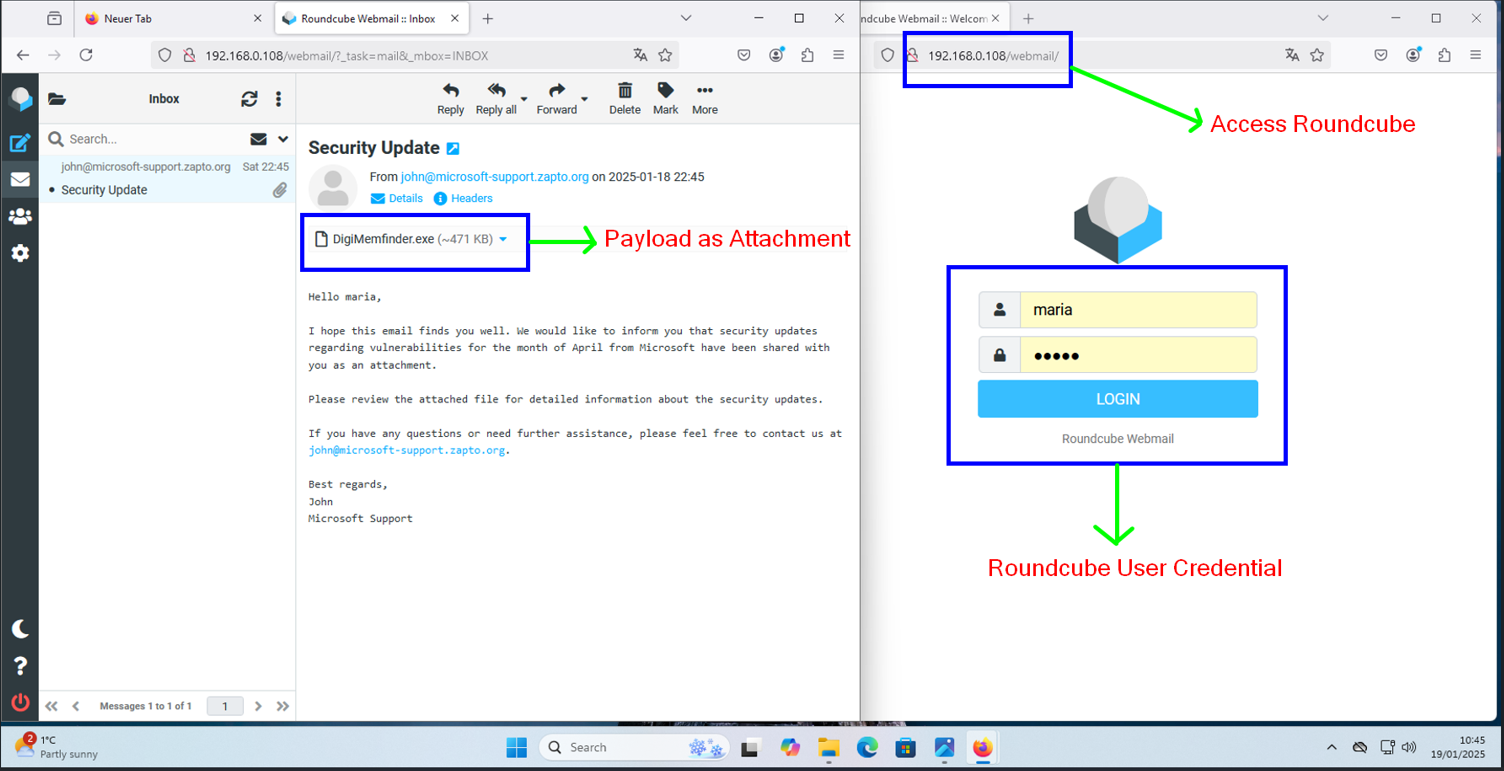 Neuer Tab
Roundcube Webmail :: Inbox
ndcube Webmail :: Welcom
192.168.0.108/webmail/?_task=mail&_mbox=INBOX
192.168.0.108/webmail/
Access Roundcube
Inbox
Reply
Reply all
Forward
Delete
Mark
More
Search...
john@microsoft-support.zapto.org Sat 22:45
Security Update
Security Update
From john@microsoft-support.zapto.org on 2025-01-18 22:45
Details
Headers
DigiMemfinder.exe (~471 KB)
Payload as Attachment
Hello maria,
I hope this email finds you well. We would like to inform you that security updates
regarding vulnerabilities for the month of April from Microsoft have been shared with
you as an attachment.
Please review the attached file for detailed information about the security updates.
If you have any questions or need further assistance, please feel free to contact us at
john@microsoft-support.zapto.org.
Best regards,
John
Microsoft Support
Messages 1 to 1 of 1
1
maria
LOGIN
Roundcube Webmail
Roundcube User Credential
2
1°C
Partly sunny
Search
10:45
19/01/2025